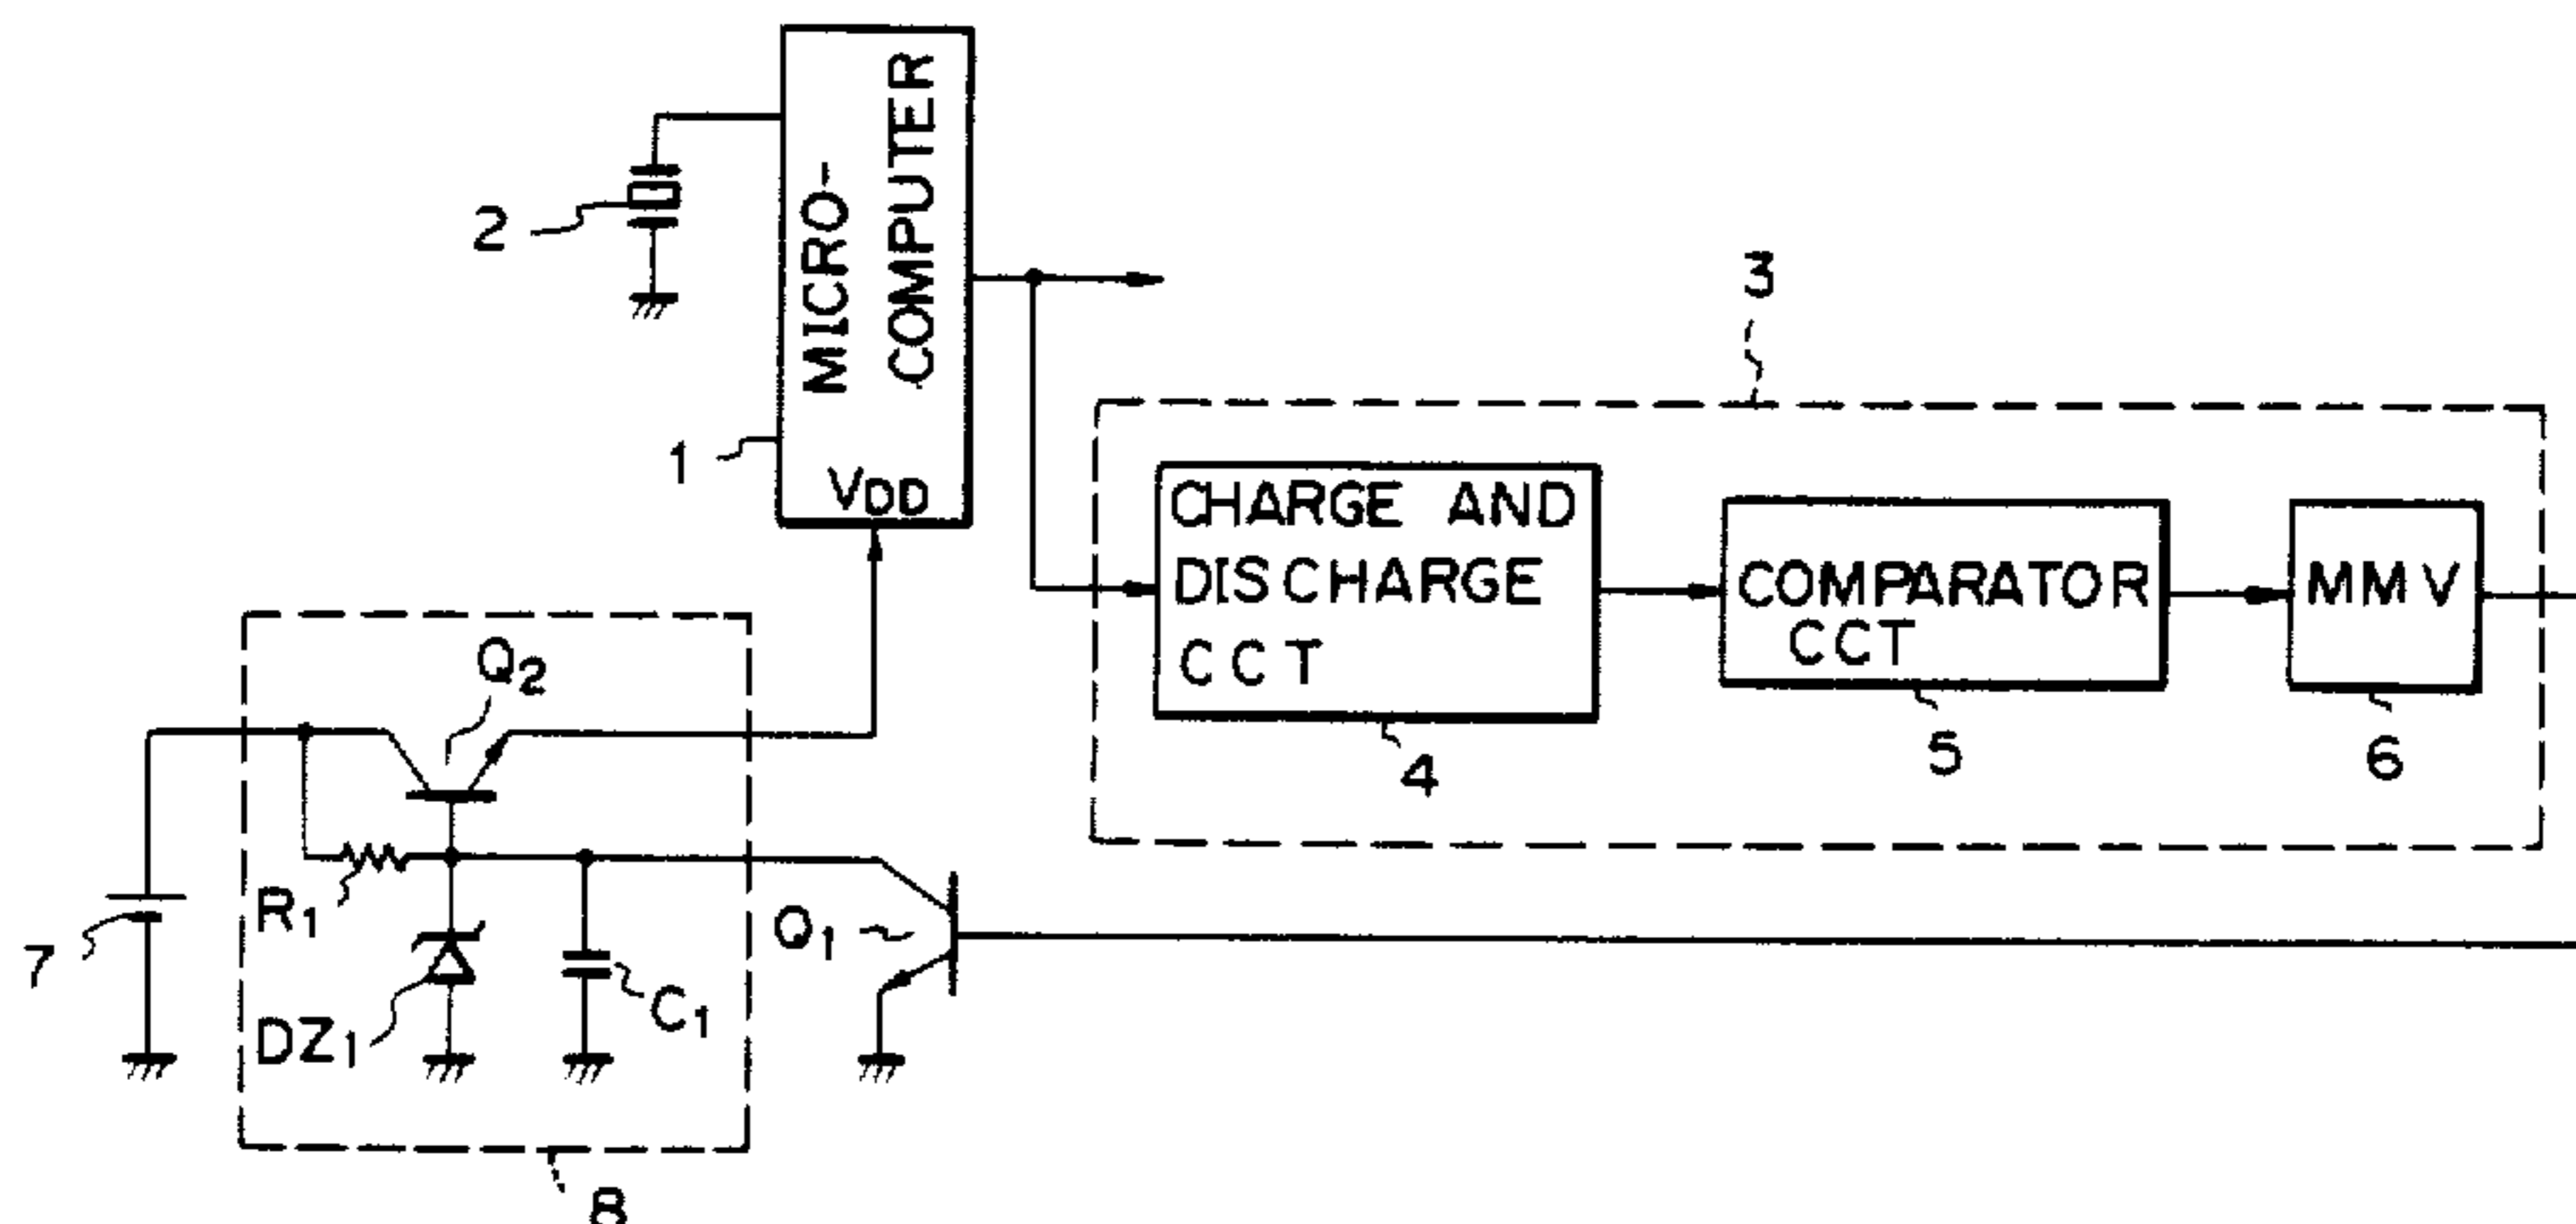 MICRO-
COMPUTER
2
3
1
VDD
CHARGE AND
DISCHARGE
CCT
COMPARATOR
CCT
MMV
4
5
6
Q2
R1
Q1
7
DZ1
C1
8